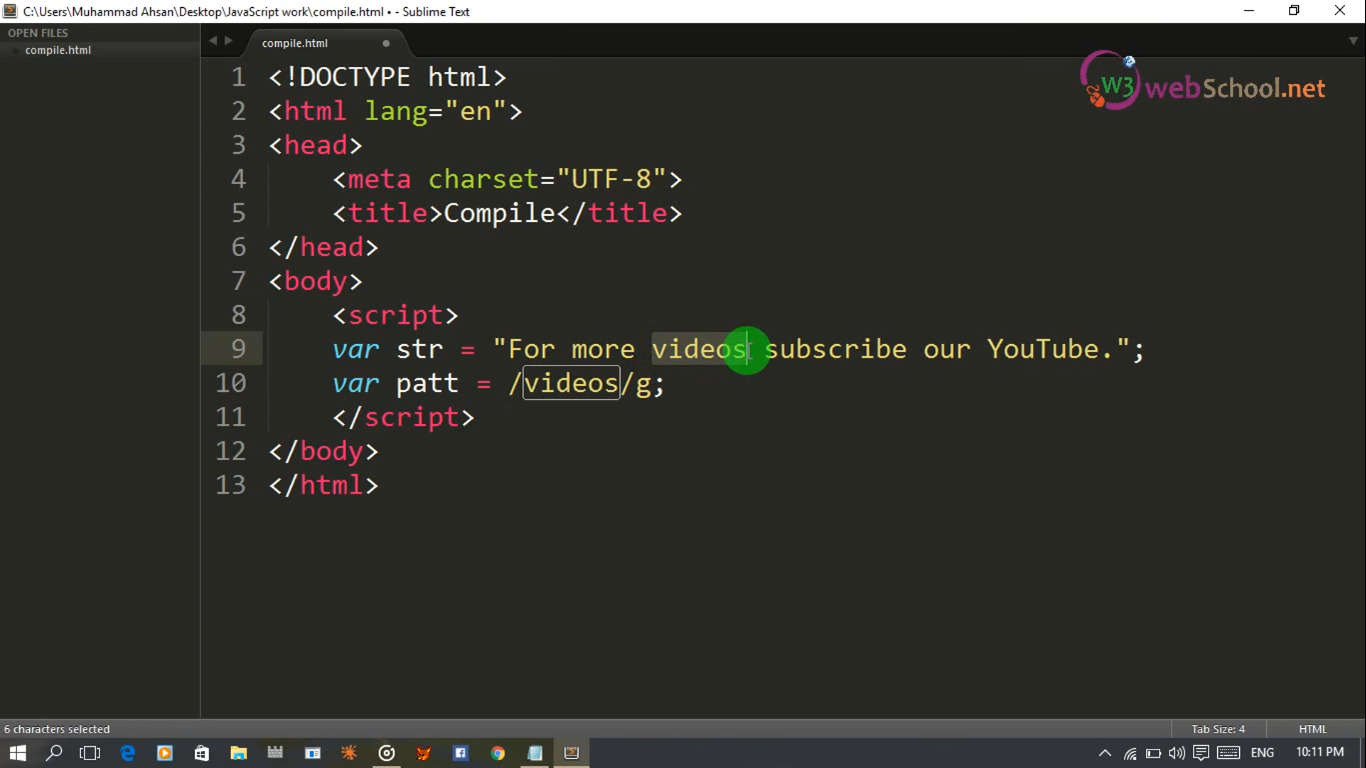 C:\Users\Muhammad Ahsan\Desktop\JavaScript work\compile.html • - Sublime Text
OPEN FILES
compile.html
compile.html
W3 webSchool.net
1 <!DOCTYPE html>
2 <html lang="en">
3 <head>
4 <meta charset="UTF-8">
5 <title>Compile</title>
6 </head>
7 <body>
8 <script>
9 var str = "For more videos subscribe our YouTube.";
10 var patt = /videos/g;
11 </script>
12 </body>
13 </html>
6 characters selected
Tab Size: 4
HTML
ENG
10:11 PM